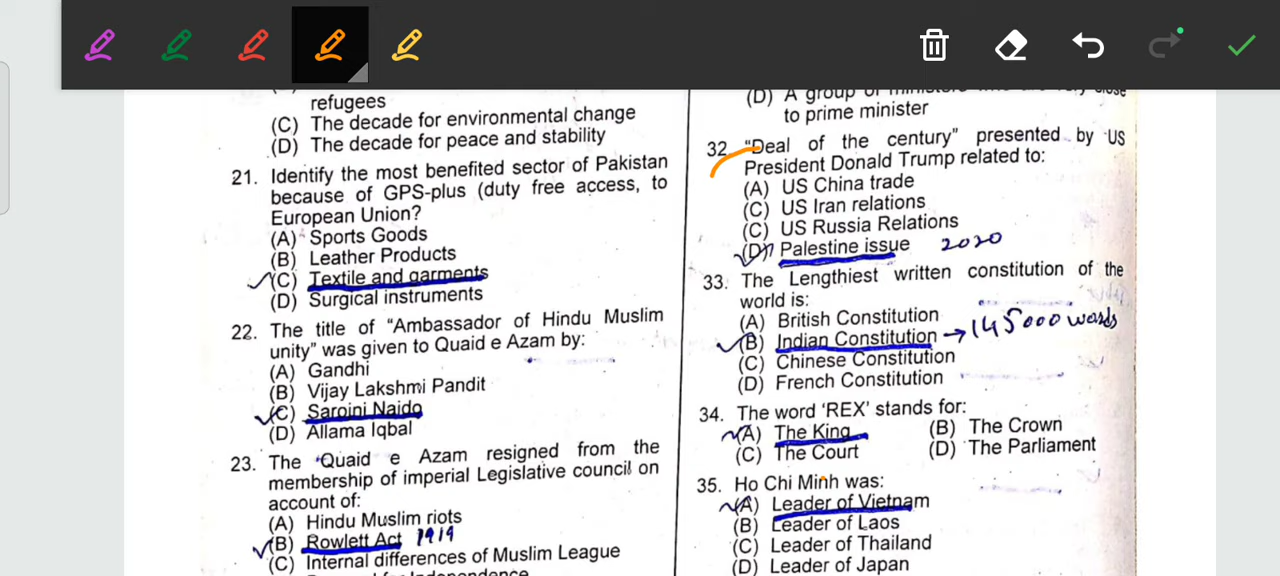 refugees
(C) The decade for environmental change
(D) The decade for peace and stability
21. Identify the most benefited sector of Pakistan
because of GPS-plus (duty free access, to
European Union?
(A) Sports Goods
(B) Leather Products
(C) Textile and garments
(D) Surgical instruments
22. The title of "Ambassador of Hindu Muslim
unity" was given to Quaid e Azam by:
(A) Gandhi
(B) Vijay Lakshmi Pandit
(C) Saroini Naido
(D) Allama Iqbal
23. The Quaid e Azam resigned from the
membership of imperial Legislative council on
account of:
(A) Hindu Muslim riots
(B) Rowlett Act 1919
(C) Internal differences of Muslim League
(D) A group of ministers who are very close
to prime minister
32. "Deal of the century" presented by US
President Donald Trump related to:
(A) US China trade
(C) US Iran relations
(C) US Russia Relations
(D) Palestine issue 2020
33. The Lengthiest written constitution of the
world is:
(A) British Constitution
(B) Indian Constitution → 145000 words
(C) Chinese Constitution
(D) French Constitution
34. The word 'REX' stands for:
(A) The King (B) The Crown
(C) The Court (D) The Parliament
35. Ho Chi Minh was:
(A) Leader of Vietnam
(B) Leader of Laos
(C) Leader of Thailand
(D) Leader of Japan